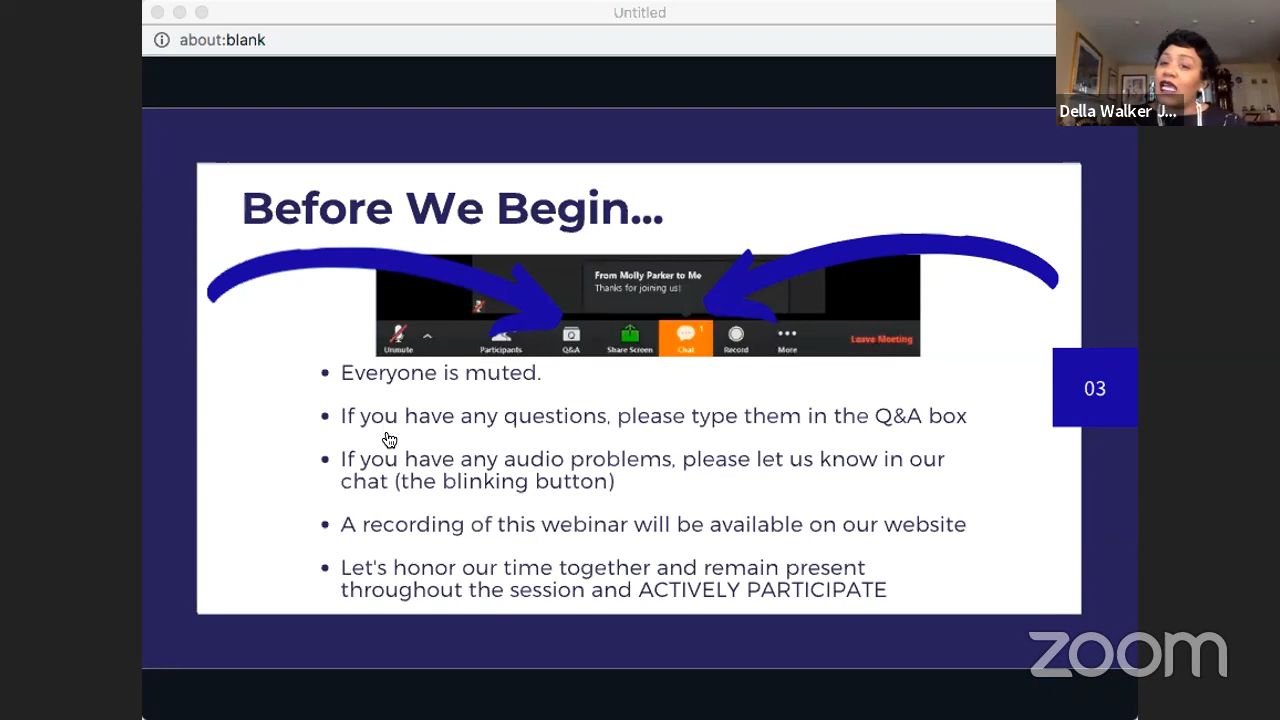 Untitled
about:blank
Della Walker J...
Before We Begin...
From Molly Parker to Me
Thanks for joining us!
Unmute
Participants
Q&A
Share Screen
1
Chat
Record
More
Leave Meeting
• Everyone is muted.
03
• If you have any questions, please type them in the Q&A box
• If you have any audio problems, please let us know in our
chat (the blinking button)
• A recording of this webinar will be available on our website
• Let's honor our time together and remain present
throughout the session and ACTIVELY PARTICIPATE
zoom